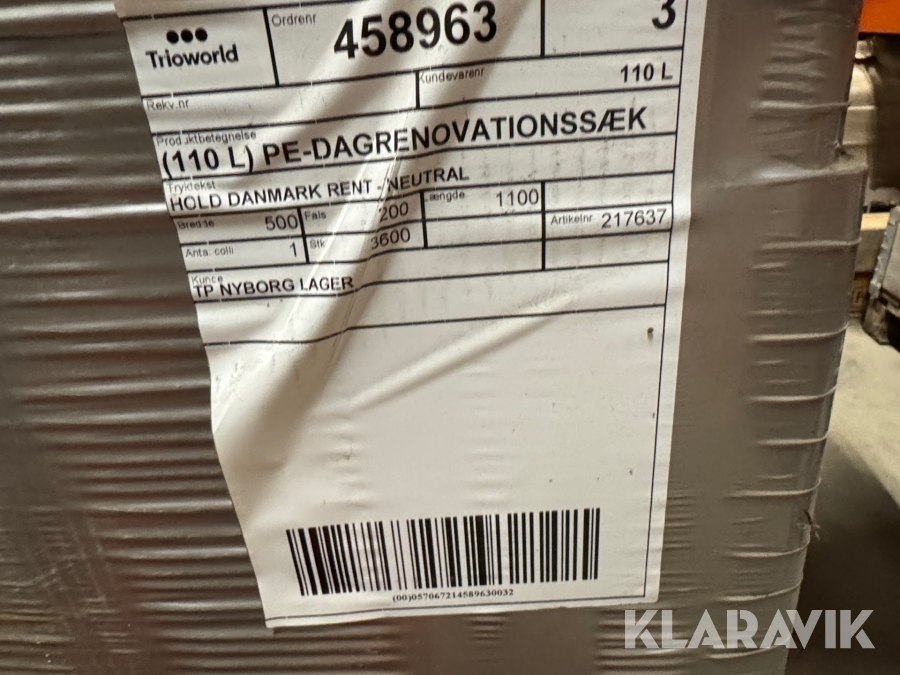 Trioworld
Ordrenr
458963
3
Rekv.nr
Kundevarenr
110 L
Produktbetegnelse
(110 L) PE-DAGRENOVATIONSSÆK
Tryktekst
HOLD DANMARK RENT - NEUTRAL
Bredde 500 Fals 200 Længde 1100
Anta. colli 1 Stk 3600 Artikelnr 217637
Kunde
TP NYBORG LAGER
(00)057067214589630032
KLARAVIK